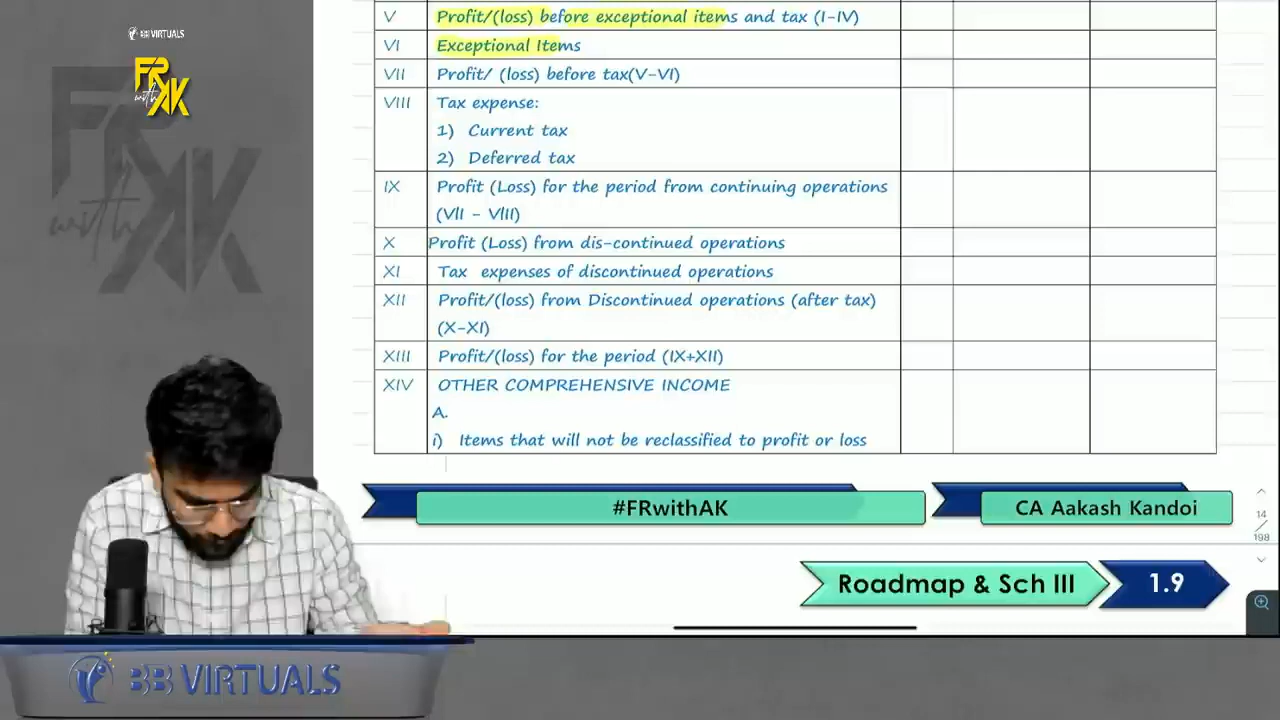 V Profit/(loss) before exceptional items and tax (I-IV)
BB VIRTUALS
VI Exceptional Items
FR with AK
VII Profit/ (loss) before tax(V-VI)
VIII Tax expense:
1) Current tax
2) Deferred tax
FR with AK
IX Profit (Loss) for the period from continuing operations
(VII - VIII)
X Profit (Loss) from dis-continued operations
XI Tax expenses of discontinued operations
XII Profit/(loss) from Discontinued operations (after tax)
(X-XI)
XIII Profit/(loss) for the period (IX+XII)
XIV OTHER COMPREHENSIVE INCOME
A.
i) Items that will not be reclassified to profit or loss
#FRwithAK
CA Aakash Kandoi
14
/
198
Roadmap & Sch III
1.9
BB VIRTUALS